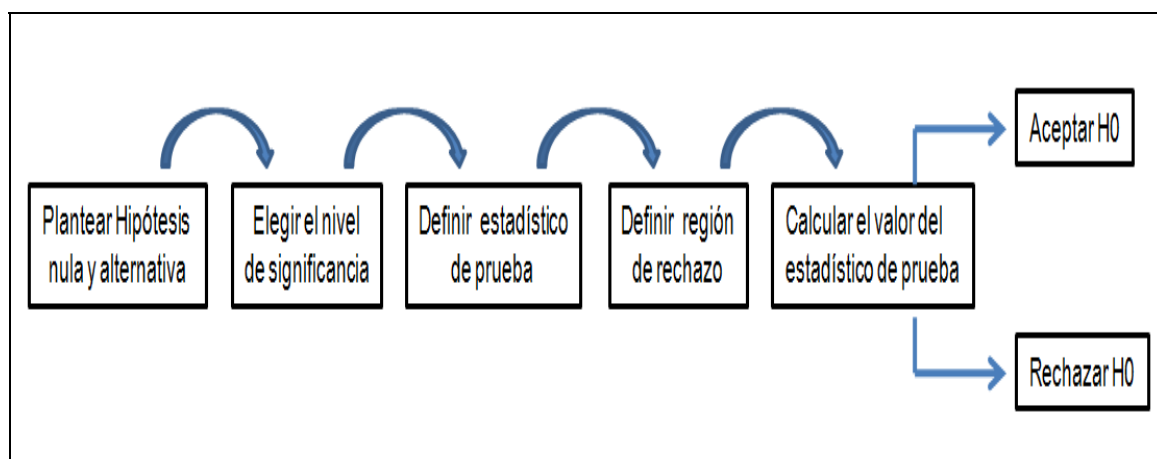 Plantear Hipótesis
nula y alternativa
Elegir el nivel
de significancia
Definir estadístico
de prueba
Definir región
de rechazo
Calcular el valor del
estadístico de prueba
Aceptar H0
Rechazar H0